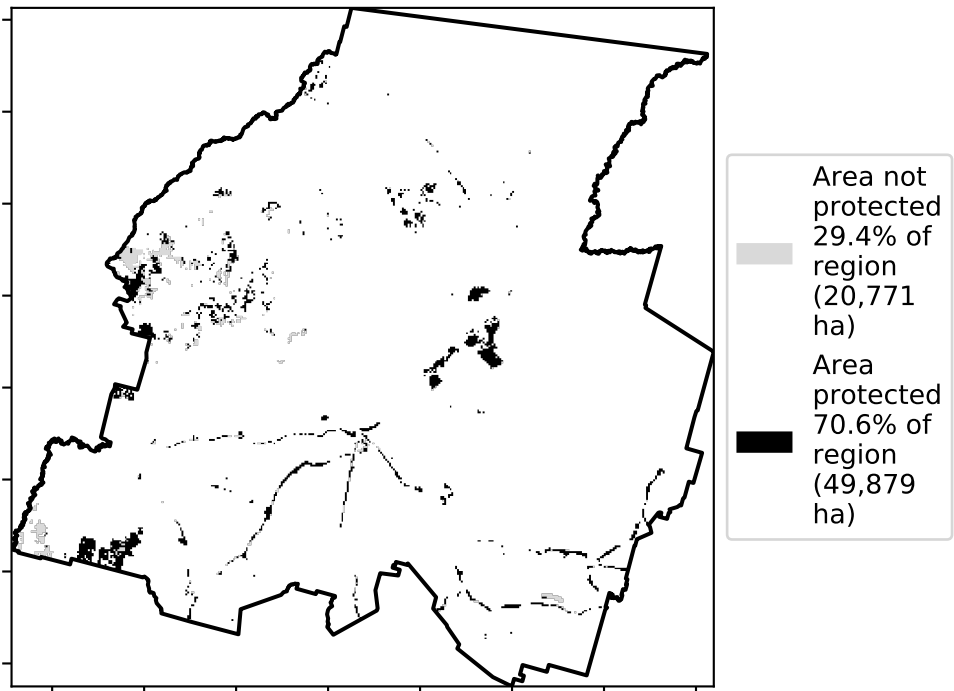 Area not
protected
29.4% of
region
(20,771
ha)
Area
protected
70.6% of
region
(49,879
ha)